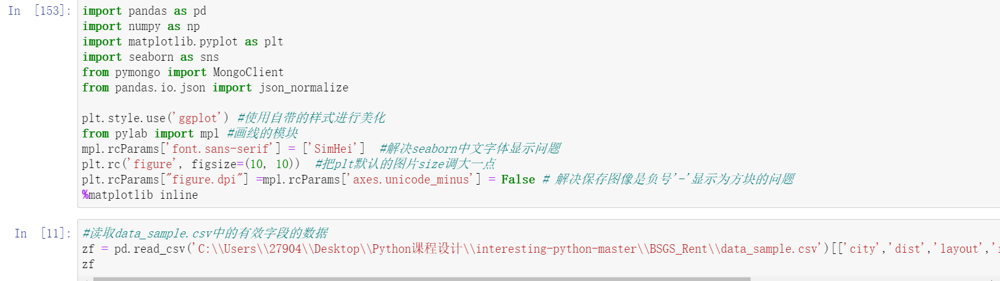 In [153]:
import pandas as pd
import numpy as np
import matplotlib.pyplot as plt
import seaborn as sns
from pymongo import MongoClient
from pandas.io.json import json_normalize
plt.style.use('ggplot') #使用自带的样式进行美化
from pylab import mpl #画线的模块
mpl.rcParams['font.sans-serif'] = ['SimHei']  #解决seaborn中文字体显示问题
plt.rc('figure', figsize=(10, 10))  #把plt默认的图片size调大一点
plt.rcParams["figure.dpi"] =mpl.rcParams['axes.unicode_minus'] = False # 解决保存图像是负号'-'显示为方块的问题
%matplotlib inline
In [11]:
#读取data_sample.csv中的有效字段的数据
zf = pd.read_csv('C:\\Users\\27904\\Desktop\\Python课程设计\\interesting-python-master\\BSGS_Rent\\data_sample.csv')[['city','dist','layout','
zf